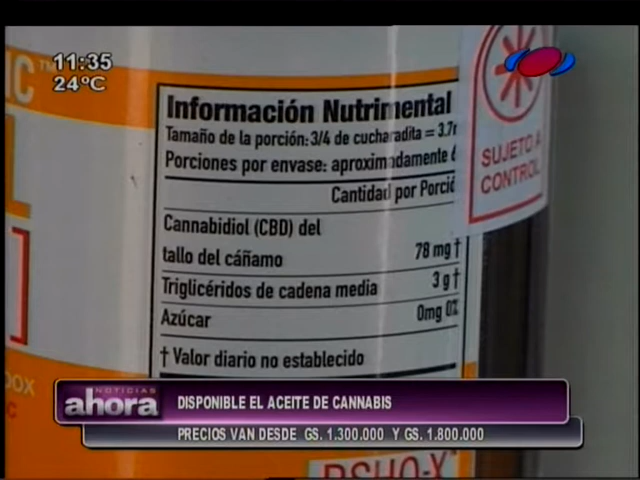 11:35
24°C
Información Nutrimental
Tamaño de la porción: 3/4 de cucharadita = 3.7
Porciones por envase: aproximadamente
Cantidad por Porció
Cannabidiol (CBD) del
tallo del cáñamo 78 mg †
Triglicéridos de cadena media 3 g †
Azúcar 0mg 0%
† Valor diario no establecido
SUJETO A
CONTROL
NOTICIAS
ahora
DISPONIBLE EL ACEITE DE CANNABIS
PRECIOS VAN DESDE GS. 1.300.000 Y GS. 1.800.000
RSHO-X